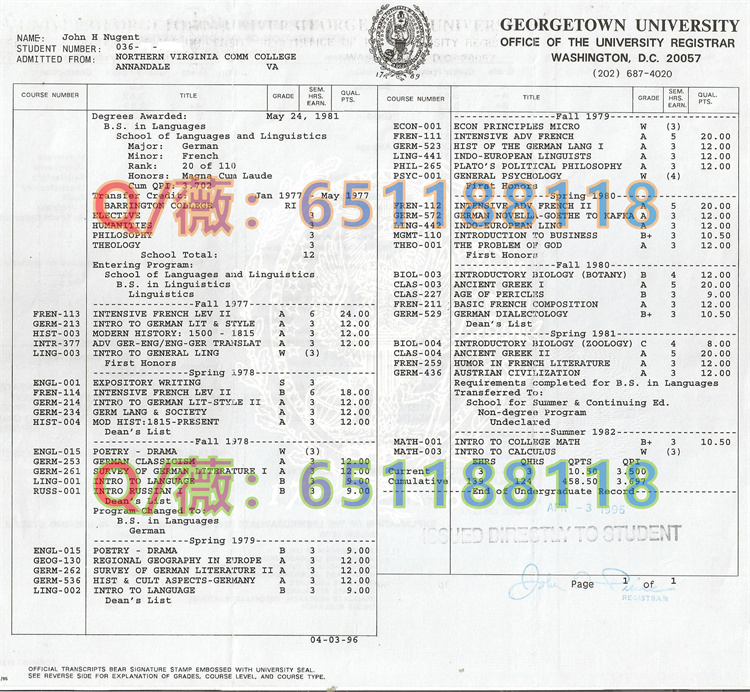 NAME: John H Nugent
STUDENT NUMBER: 036- -
ADMITTED FROM: NORTHERN VIRGINIA COMM COLLEGE
ANNANDALE VA
GEORGETOWN UNIVERSITY
OFFICE OF THE UNIVERSITY REGISTRAR
WASHINGTON, D.C. 20057
(202) 687-4020
17 89
COURSE NUMBER TITLE GRADE SEM. HRS. EARN. QUAL. PTS.
Degrees Awarded: May 24, 1981
B.S. in Languages
School of Languages and Linguistics
Major: German
Minor: French
Rank: 20 of 110
Honors: Magna Cum Laude
Cum QPI: 3.702
Transfer Credit: Jan 1977 May 1977
BARRINGTON COLLEGE RI
ELECTIVE 3
HUMANITIES 3
PHILOSOPHY 3
THEOLOGY 3
School Total: 12
Entering Program:
School of Languages and Linguistics
B.S. in Linguistics
Linguistics
Fall 1977
FREN-113 INTENSIVE FRENCH LEV II A 6 24.00
GERM-213 INTRO TO GERMAN LIT & STYLE A 3 12.00
HIST-003 MODERN HISTORY: 1500 - 1815 A 3 12.00
INTR-377 ADV GER-ENG/ENG-GER TRANSLAT A 3 12.00
LING-003 INTRO TO GENERAL LING W (3)
First Honors
Spring 1978
ENGL-001 EXPOSITORY WRITING S 3
FREN-114 INTENSIVE FRENCH LEV II B 6 18.00
GERM-214 INTRO TO GERMAN LIT-STYLE II A 3 12.00
GERM-234 GERM LANG & SOCIETY A 3 12.00
HIST-004 MOD HIST:1815-PRESENT A 3 12.00
Dean's List
Fall 1978
ENGL-015 POETRY - DRAMA W (3)
GERM-253 GERMAN CLASSICISM A 3 12.00
GERM-261 SURVEY OF GERMAN LITERATURE I A 3 12.00
LING-001 INTRO TO LANGUAGE B 3 9.00
RUSS-001 INTRO RUSSIAN I B 3 9.00
Dean's List
Program Changed To:
B.S. in Languages
German
Spring 1979
ENGL-015 POETRY - DRAMA B 3 9.00
GEOG-130 REGIONAL GEOGRAPHY IN EUROPE A 3 12.00
GERM-262 SURVEY OF GERMAN LITERATURE II A 3 12.00
GERM-536 HIST & CULT ASPECTS-GERMANY A 3 12.00
LING-002 INTRO TO LANGUAGE B 3 9.00
Dean's List
04-03-96
COURSE NUMBER TITLE GRADE SEM. HRS. EARN. QUAL. PTS.
Fall 1979
ECON-001 ECON PRINCIPLES MICRO W (3)
FREN-111 INTENSIVE ADV FRENCH A 5 20.00
GERM-523 HIST OF THE GERMAN LANG I A 3 12.00
LING-441 INDO-EUROPEAN LINGUISTS A 3 12.00
PHIL-265 PLATO'S POLITICAL PHILOSOPHY A 3 12.00
PSYC-001 GENERAL PSYCHOLOGY W (4)
First Honors
Spring 1980
FREN-112 INTENSIVE ADV FRENCH II A 5 20.00
GERM-572 GOETHE TO KAFKA A 3 12.00
LING-442 INDO-EUROPEAN LING A 3 12.00
MGMT-110 INTRODUCTION TO BUSINESS B+ 3 10.50
THEO-001 THE PROBLEM OF GOD A 3 12.00
First Honors
Fall 1980
BIOL-003 INTRODUCTORY BIOLOGY (BOTANY) B 4 12.00
CLAS-003 ANCIENT GREEK I A 5 20.00
CLAS-227 AGE OF PERICLES B 3 9.00
FREN-211 BASIC FRENCH COMPOSITION A 3 12.00
GERM-529 GERMAN DIALECTOLOGY B+ 3 10.50
Dean's List
Spring 1981
BIOL-004 INTRODUCTORY BIOLOGY (ZOOLOGY) C 4 8.00
CLAS-004 ANCIENT GREEK II A 5 20.00
FREN-259 HUMOR IN FRENCH LITERATURE A 3 12.00
GERM-436 AUSTRIAN CIVILIZATION A 3 12.00
Requirements completed for B.S. in Languages
Transferred To:
School for Summer & Continuing Ed.
Non-degree Program
Undeclared
Summer 1982
MATH-001 INTRO TO COLLEGE MATH B+ 3 10.50
MATH-003 INTRO TO CALCULUS W (3)
EHRS QHRS QPTS QPI
Current 3 3 10.50 3.500
Cumulative 139 124 458.50 3.697
End of Undergraduate Record
ISSUED DIRECTLY TO STUDENT
Page 1 of 1
REGISTRAR
OFFICIAL TRANSCRIPTS BEAR SIGNATURE STAMP EMBOSSED WITH UNIVERSITY SEAL.
SEE REVERSE SIDE FOR EXPLANATION OF GRADES, COURSE LEVEL, AND COURSE TYPE.
Q/薇: 651188118
Q/薇: 651188118